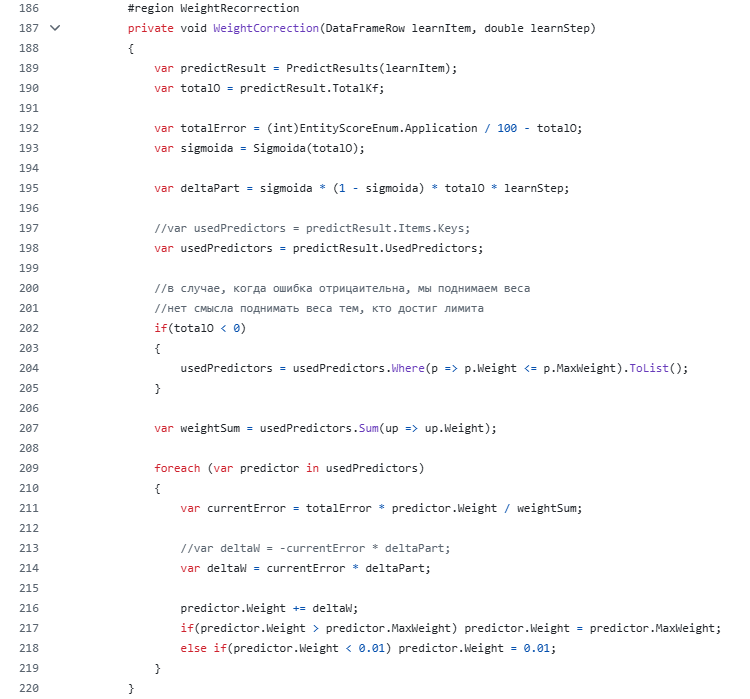 186 #region WeightRecorrection
187 private void WeightCorrection(DataFrameRow learnItem, double learnStep)
188 {
189 var predictResult = PredictResults(learnItem);
190 var totalO = predictResult.TotalKf;
191
192 var totalError = (int)EntityScoreEnum.Application / 100 - totalO;
193 var sigmoida = Sigmoida(totalO);
194
195 var deltaPart = sigmoida * (1 - sigmoida) * totalO * learnStep;
196
197 //var usedPredictors = predictResult.Items.Keys;
198 var usedPredictors = predictResult.UsedPredictors;
199
200 //в случае, когда ошибка отрицаительна, мы поднимаем веса
201 //нет смысла поднимать веса тем, кто достиг лимита
202 if(totalO < 0)
203 {
204 usedPredictors = usedPredictors.Where(p => p.Weight <= p.MaxWeight).ToList();
205 }
206
207 var weightSum = usedPredictors.Sum(up => up.Weight);
208
209 foreach (var predictor in usedPredictors)
210 {
211 var currentError = totalError * predictor.Weight / weightSum;
212
213 //var deltaW = -currentError * deltaPart;
214 var deltaW = currentError * deltaPart;
215
216 predictor.Weight += deltaW;
217 if(predictor.Weight > predictor.MaxWeight) predictor.Weight = predictor.MaxWeight;
218 else if(predictor.Weight < 0.01) predictor.Weight = 0.01;
219 }
220 }